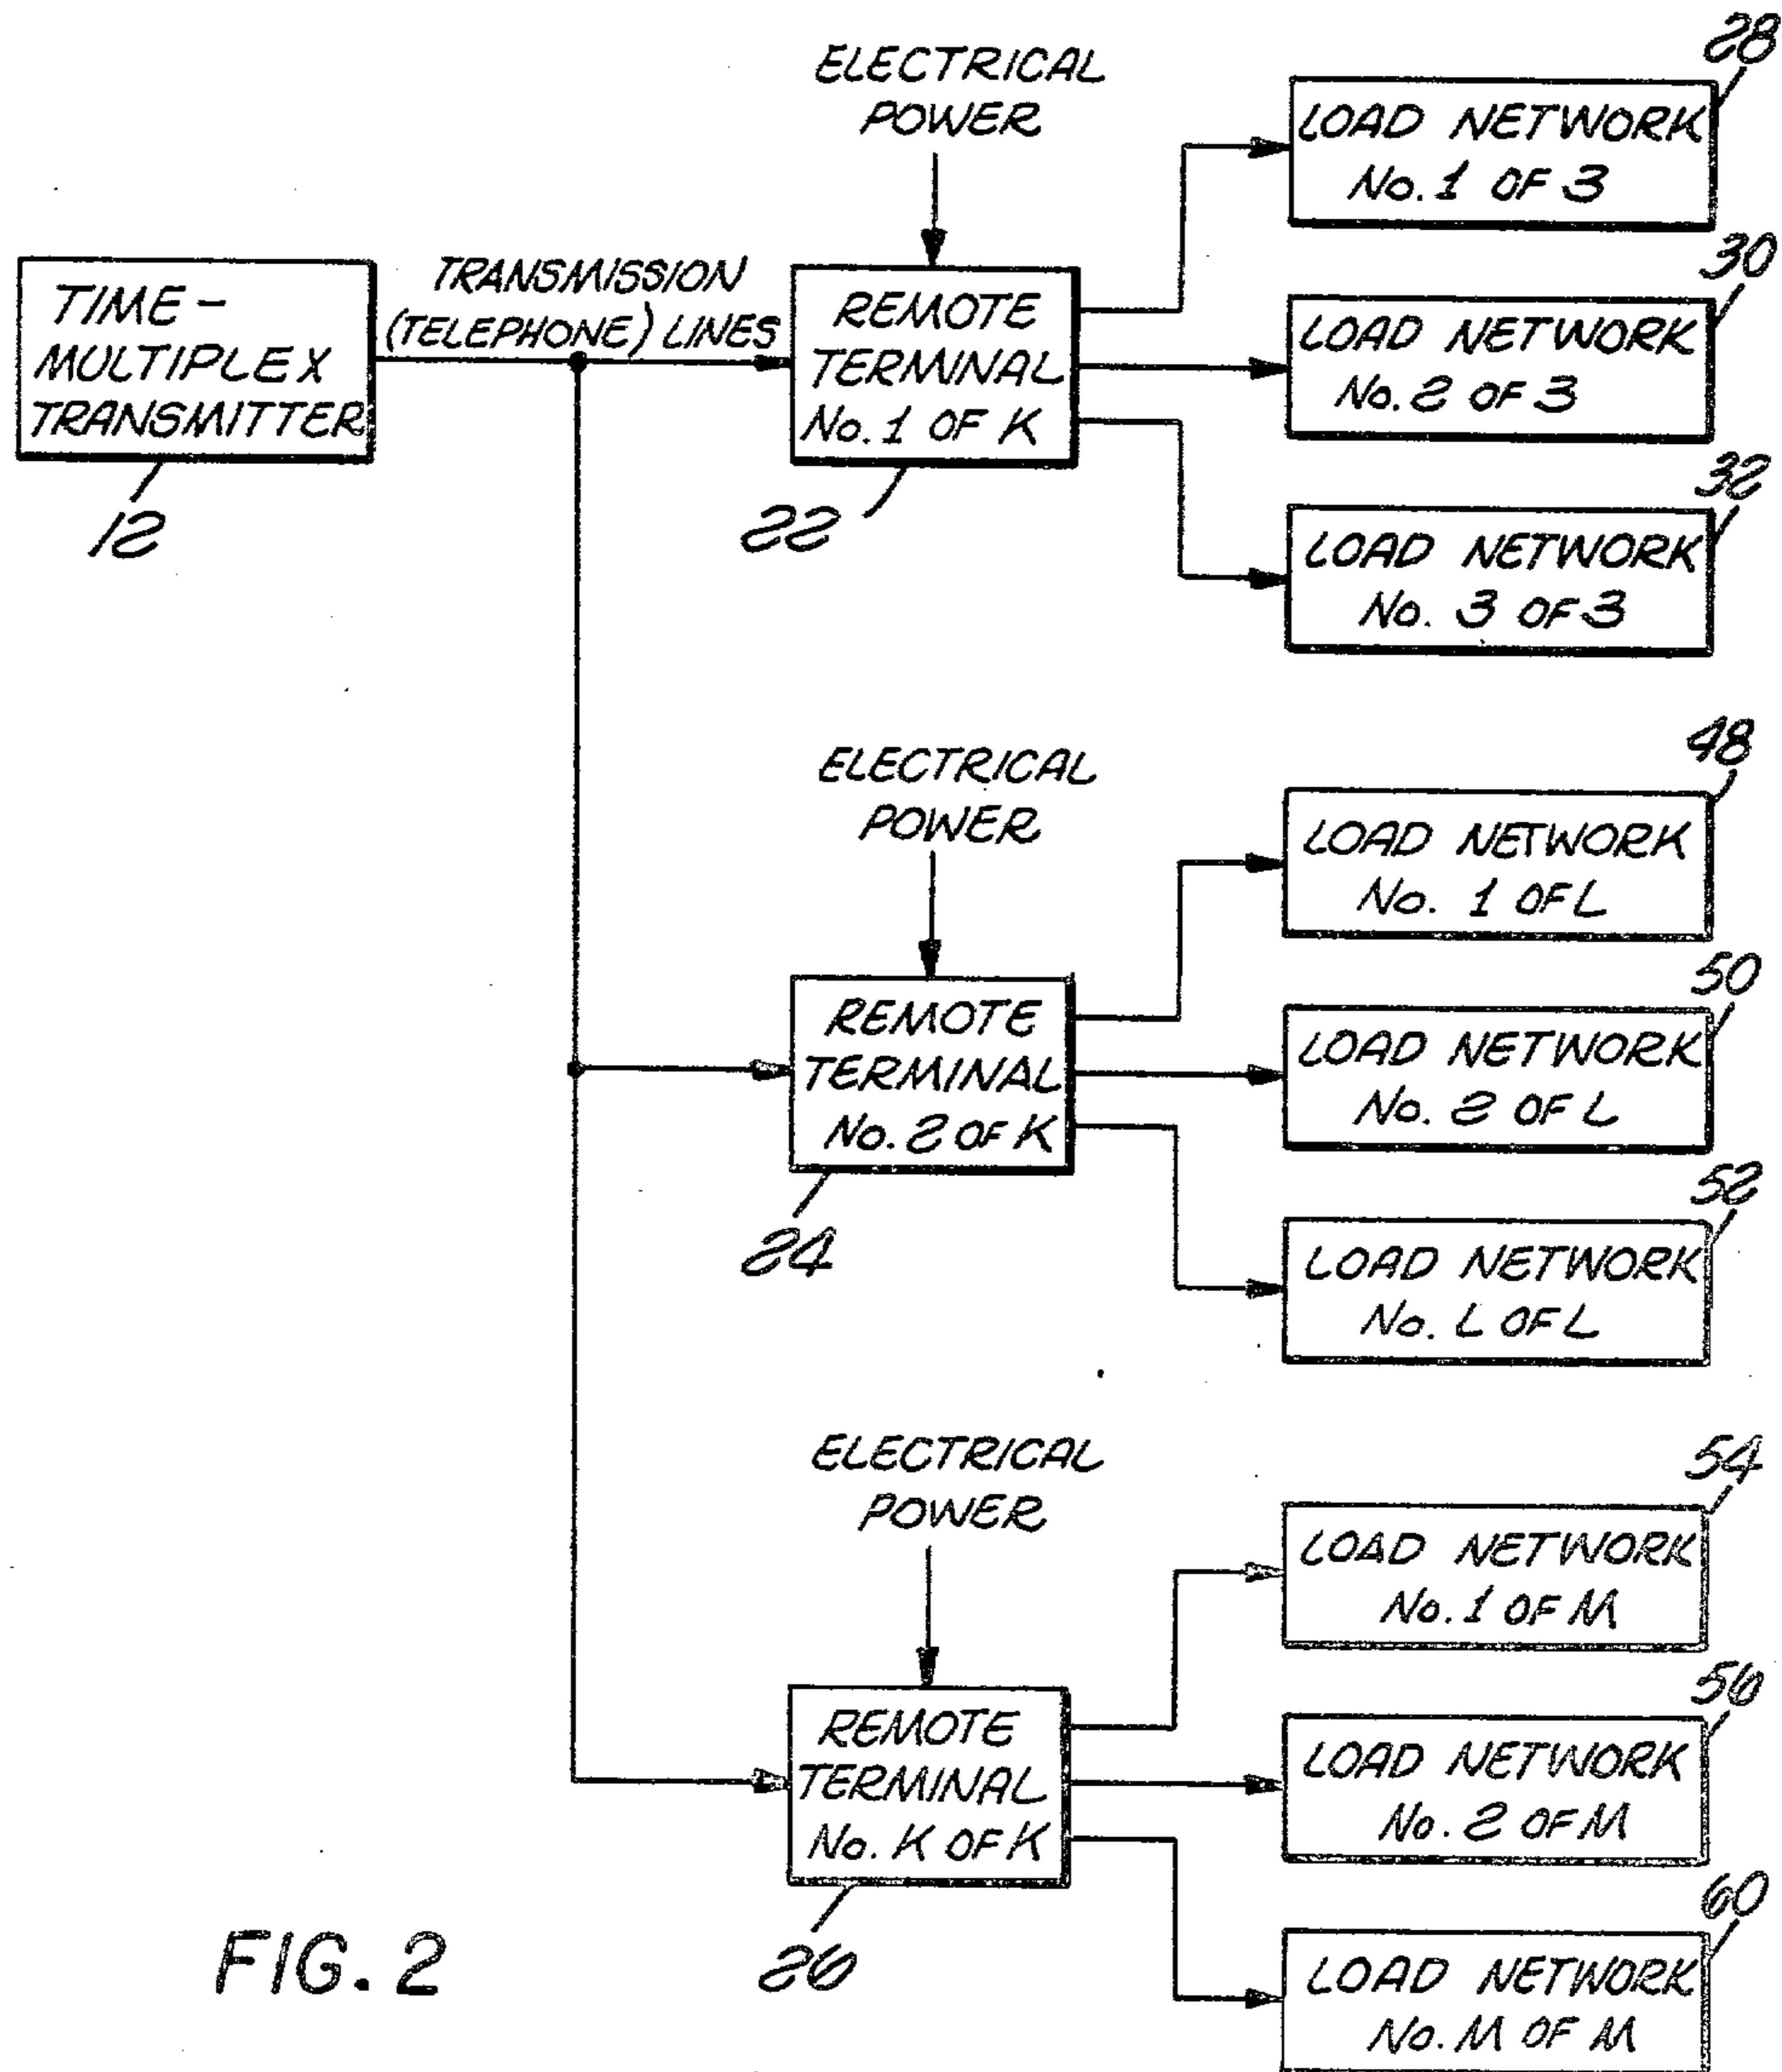 28
ELECTRICAL
POWER
LOAD NETWORK
No. 1 OF 3
30
TIME-
MULTIPLEX
TRANSMITTER
12
TRANSMISSION
(TELEPHONE) LINES
REMOTE
TERMINAL
No. 1 OF K
22
LOAD NETWORK
No. 2 OF 3
32
LOAD NETWORK
No. 3 OF 3
48
ELECTRICAL
POWER
LOAD NETWORK
No. 1 OF L
50
REMOTE
TERMINAL
No. 2 OF K
24
LOAD NETWORK
No. 2 OF L
52
LOAD NETWORK
No. L OF L
54
ELECTRICAL
POWER
LOAD NETWORK
No. 1 OF M
56
REMOTE
TERMINAL
No. K OF K
26
LOAD NETWORK
No. 2 OF M
60
LOAD NETWORK
No. M OF M
FIG. 2